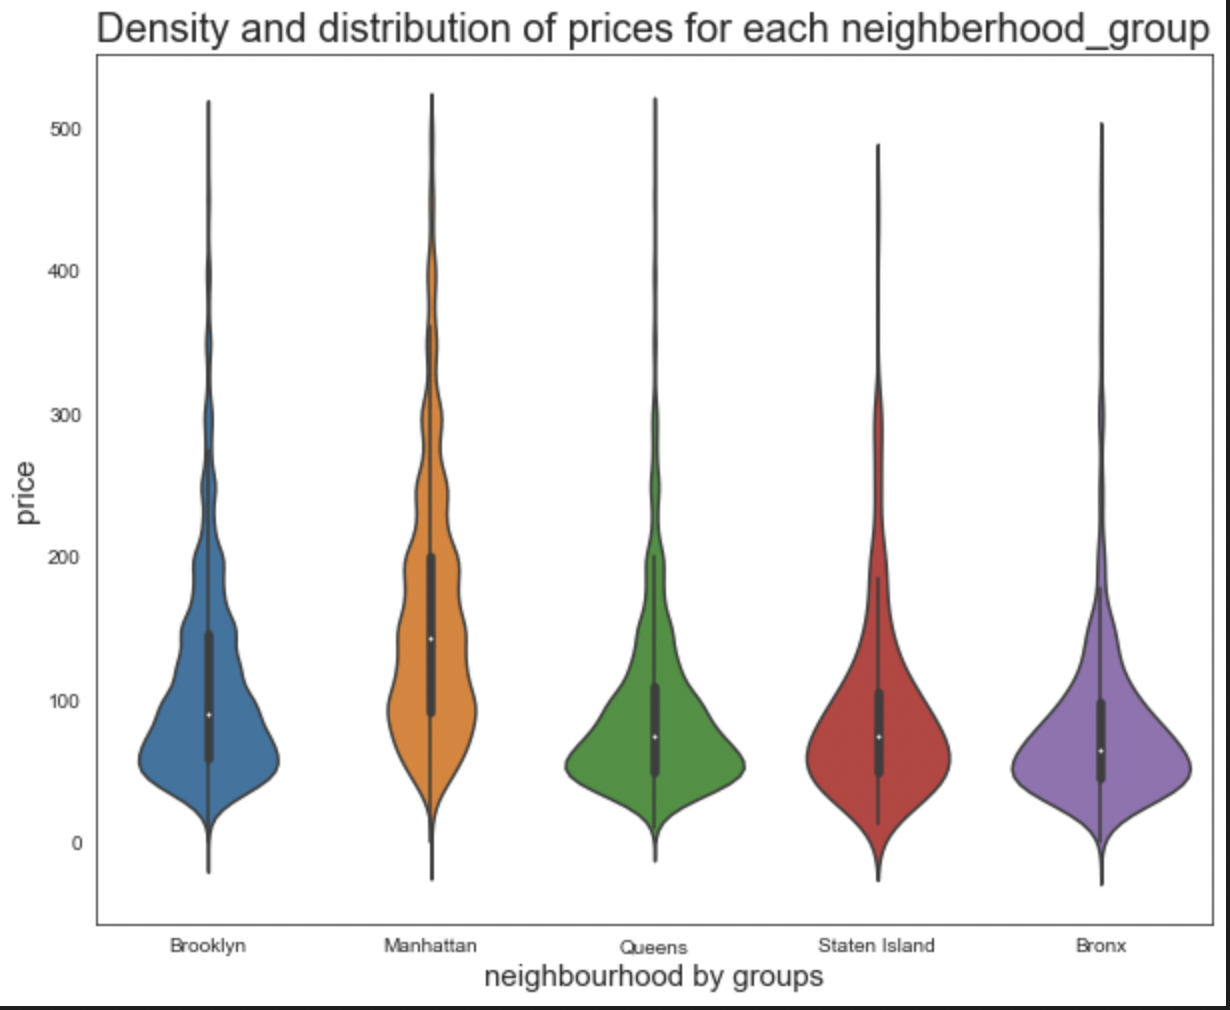 Density and distribution of prices for each neighberhood_group
500
400
300
200
100
0
price
Brooklyn Manhattan Queens Staten Island Bronx
neighbourhood by groups